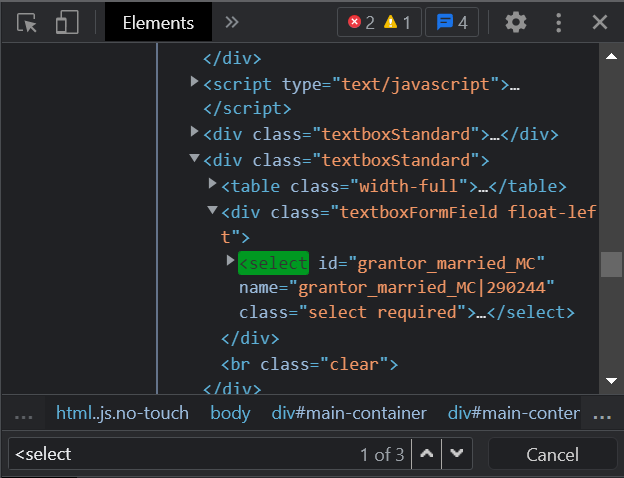 Elements
2
1
4
</div>
<script type="text/javascript">…
</script>
<div class="textboxStandard">…</div>
<div class="textboxStandard">
<table class="width-full">…</table>
<div class="textboxFormField float-lef
t">
<select id="grantor_married_MC"
name="grantor_married_MC|290244"
class="select required">…</select>
</div>
<br class="clear">
</div>
... html..js.no-touch body div#main-container div#main-conter ...
<select 1 of 3 Cancel